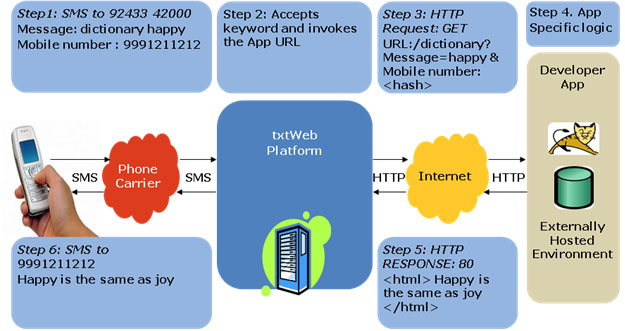 Step1: SMS to 92433 42000
Message: dictionary happy
Mobile number : 9991211212
Step 2: Accepts
keyword and invokes
the App URL
Step 3: HTTP
Request: GET
URL:/dictionary?
Message=happy &
Mobile number:
<hash>
Step 4. App
Specific logic
Developer
App
txtWeb
Platform
Phone
Carrier
Internet
SMS
SMS
HTTP
HTTP
Externally
Hosted
Environment
Step 5: HTTP
RESPONSE: 80
<html> Happy is
the same as joy
</html>
Step 6: SMS to
9991211212
Happy is the same as joy